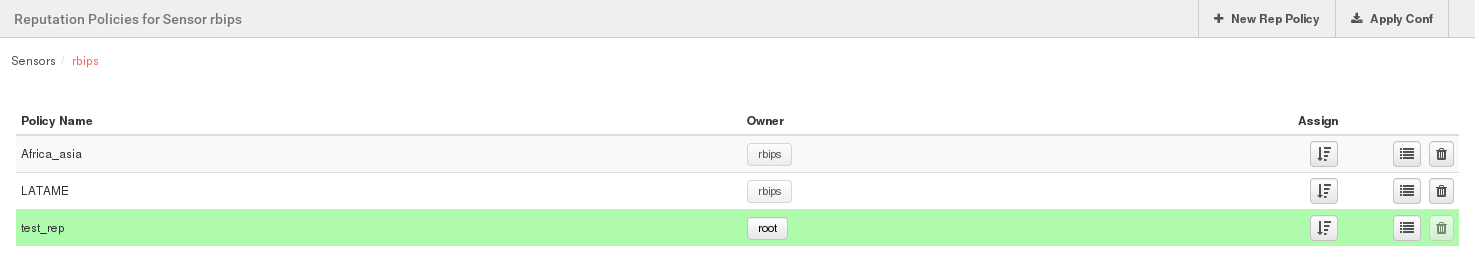 Reputation Policies for Sensor rbips New Rep Policy Apply Conf
Sensors / rbips
Policy Name Owner Assign
Africa_asia rbips
LATAME rbips
test_rep root